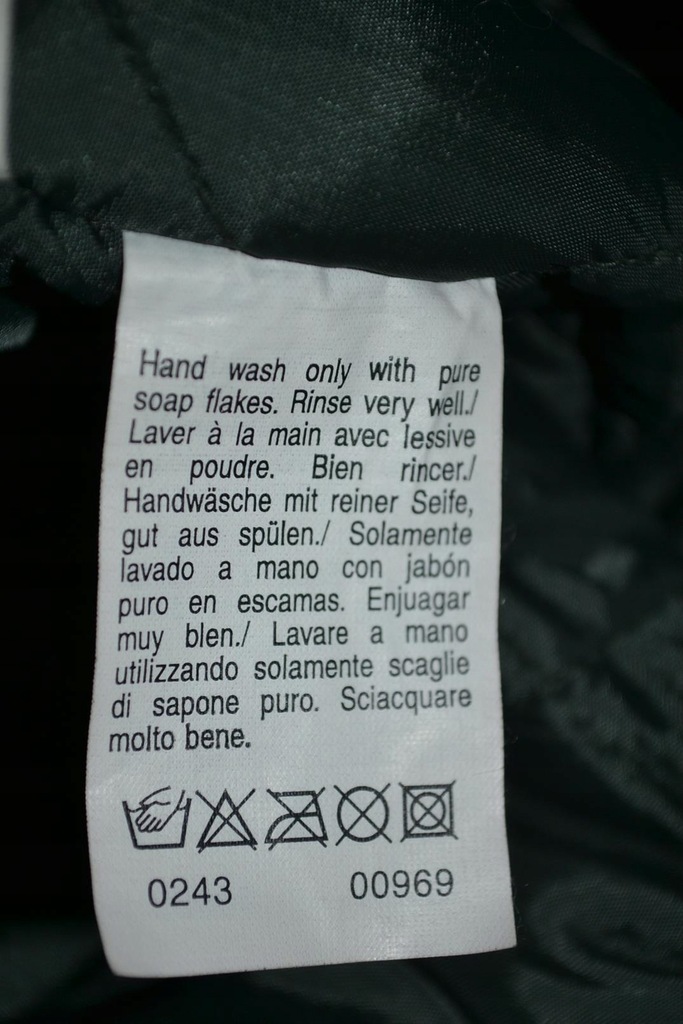 Hand wash only with pure
soap flakes. Rinse very well./
Laver à la main avec lessive
en poudre. Bien rincer./
Handwäsche mit reiner Seife,
gut aus spülen./ Solamente
lavado a mano con jabón
puro en escamas. Enjuagar
muy blen./ Lavare a mano
utilizzando solamente scaglie
di sapone puro. Sciacquare
molto bene.
0243 00969